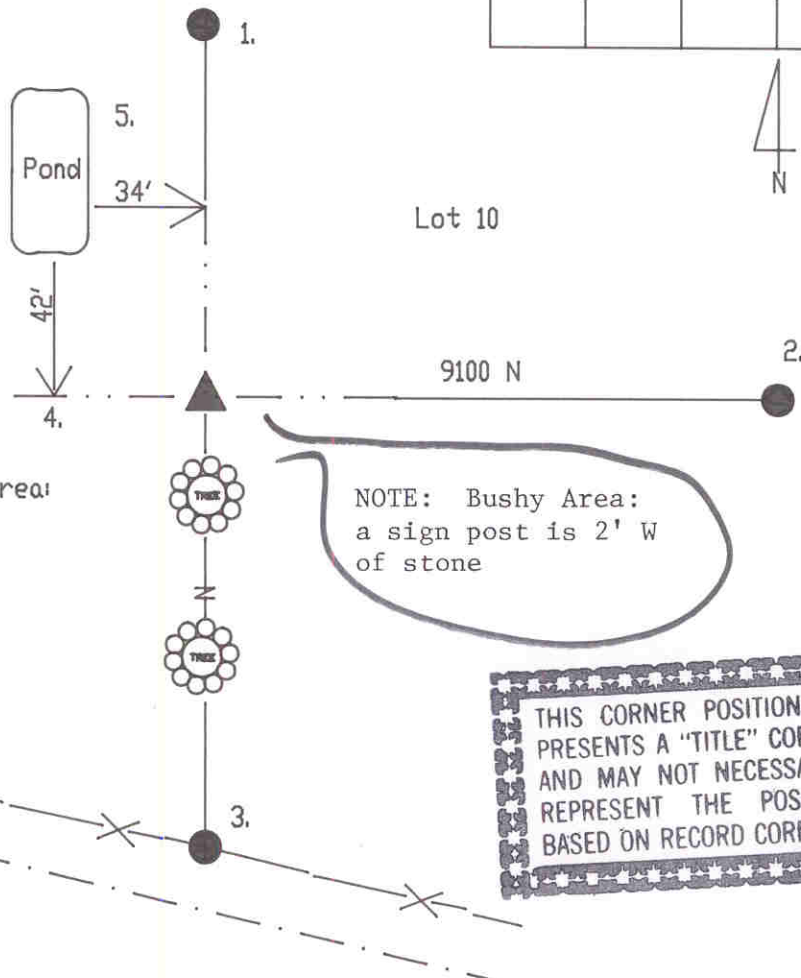 1.
5.
Pond
34'
N
Lot 10
42'
9100 N
2.
4.
TREE
NOTE: Bushy Area:
a sign post is 2' W
of stone
TREE
THIS CORNER POSITION
PRESENTS A "TITLE"
AND MAY NOT
REPRESENT THE
BASED ON RECORD
3.